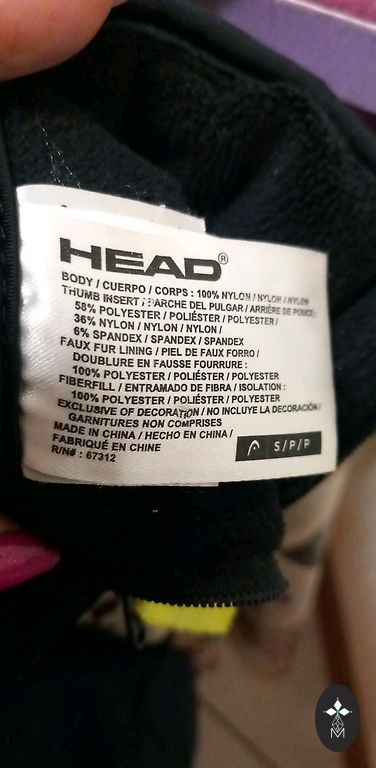 HEAD®
BODY / CUERPO / CORPS : 100% NYLON / NYLON / NYLON
THUMB INSERT / PARCHE DEL PULGAR / ARRIÈRE DE POUCE :
58% POLYESTER / POLIÉSTER / POLYESTER /
36% NYLON / NYLON / NYLON /
6% SPANDEX / SPANDEX / SPANDEX
FAUX FUR LINING / PIEL DE FAUX FORRO /
DOUBLURE EN FAUSSE FOURRURE :
100% POLYESTER / POLIÉSTER / POLYESTER
FIBERFILL / ENTRAMADO DE FIBRA / ISOLATION :
100% POLYESTER / POLIÉSTER / POLYESTER
EXCLUSIVE OF DECORATION / NO INCLUYE LA DECORACIÓN /
GARNITURES NON COMPRISES
MADE IN CHINA / HECHO EN CHINA /
FABRIQUÉ EN CHINE
R/N# : 67312
S/P/P
M